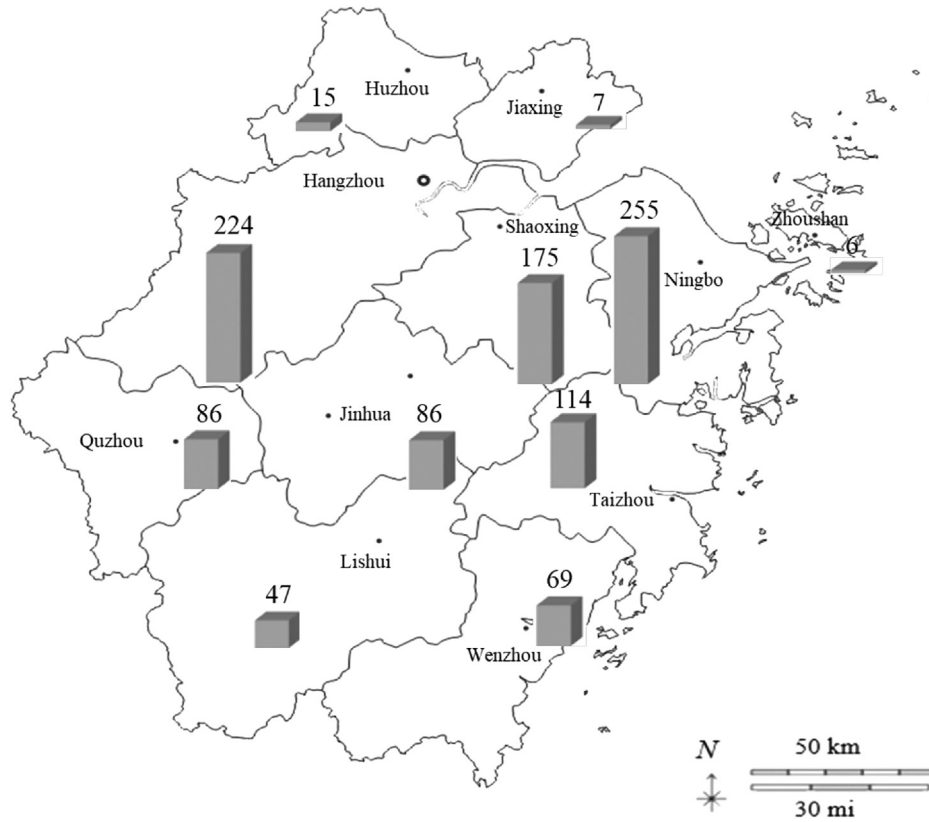 Huzhou
15
Jiaxing
7
Hangzhou
224
Shaoxing
175
255
Zhoushan
6
Ningbo
86
Quzhou
Jinhua
86
114
Taizhou
Lishui
47
69
Wenzhou
N
50 km
30 mi